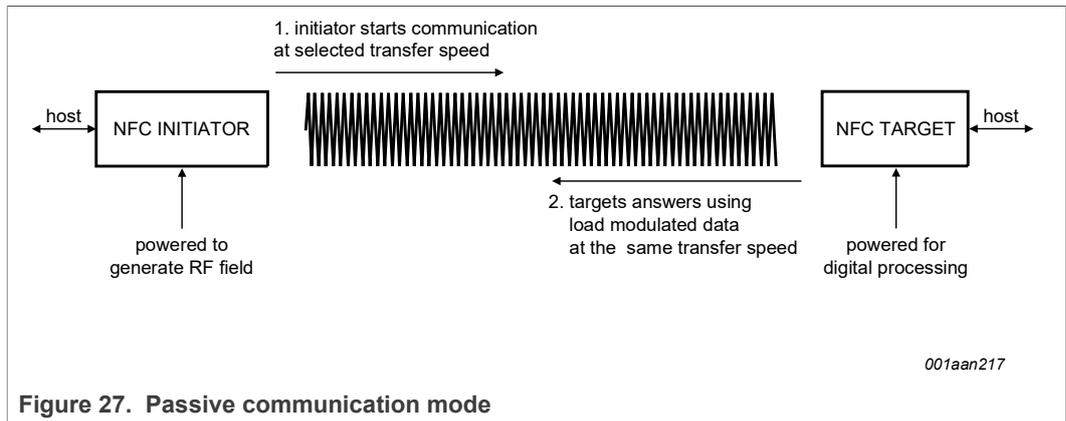 1. initiator starts communication
at selected transfer speed
host
NFC INITIATOR
NFC TARGET
host
2. targets answers using
load modulated data
at the same transfer speed
powered to
generate RF field
powered for
digital processing
001aan217
Figure 27. Passive communication mode